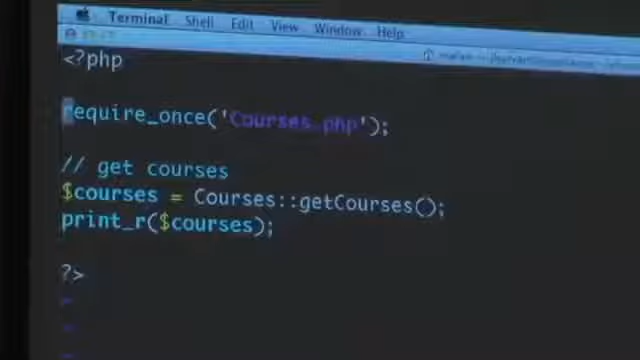 Terminal Shell Edit View Window Help
<?php
require_once('Courses.php');
// get courses
$courses = Courses::getCourses();
print_r($courses);
?>
~
~
~